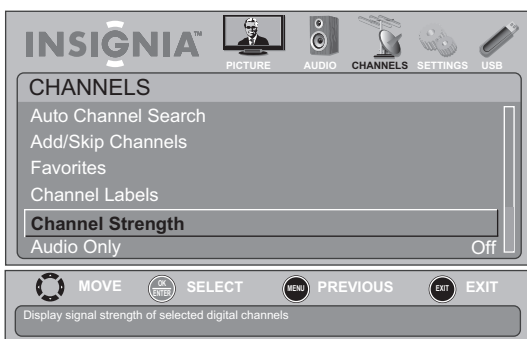 INSIGNIA™
PICTURE AUDIO CHANNELS SETTINGS USB
CHANNELS
Auto Channel Search
Add/Skip Channels
Favorites
Channel Labels
Channel Strength
Audio Only Off
MOVE OK ENTER SELECT MENU PREVIOUS EXIT EXIT
Display signal strength of selected digital channels